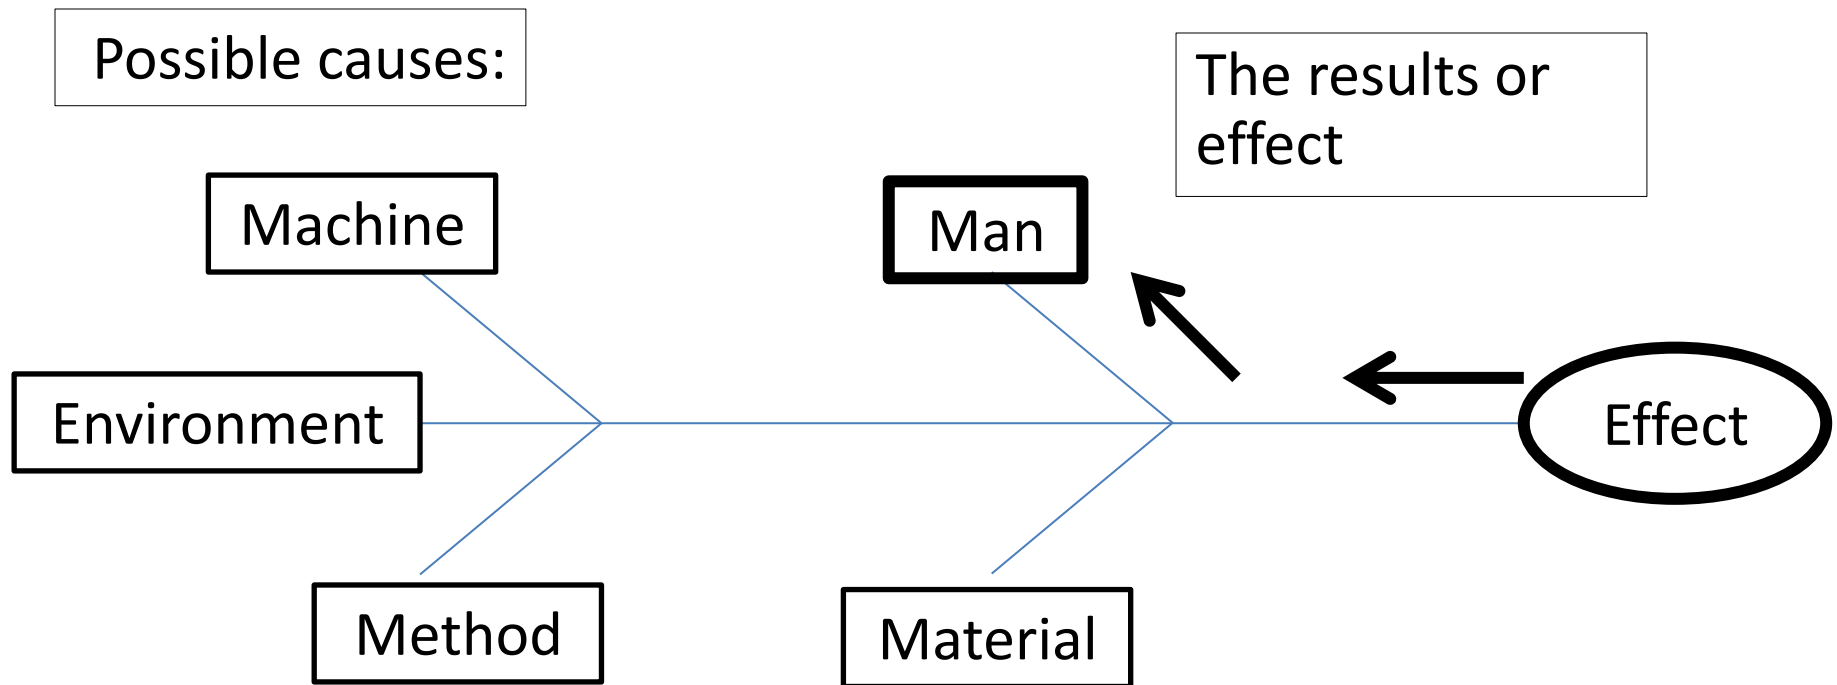 Possible causes:
The results or
effect
Machine
Man
Environment
Effect
Method
Material